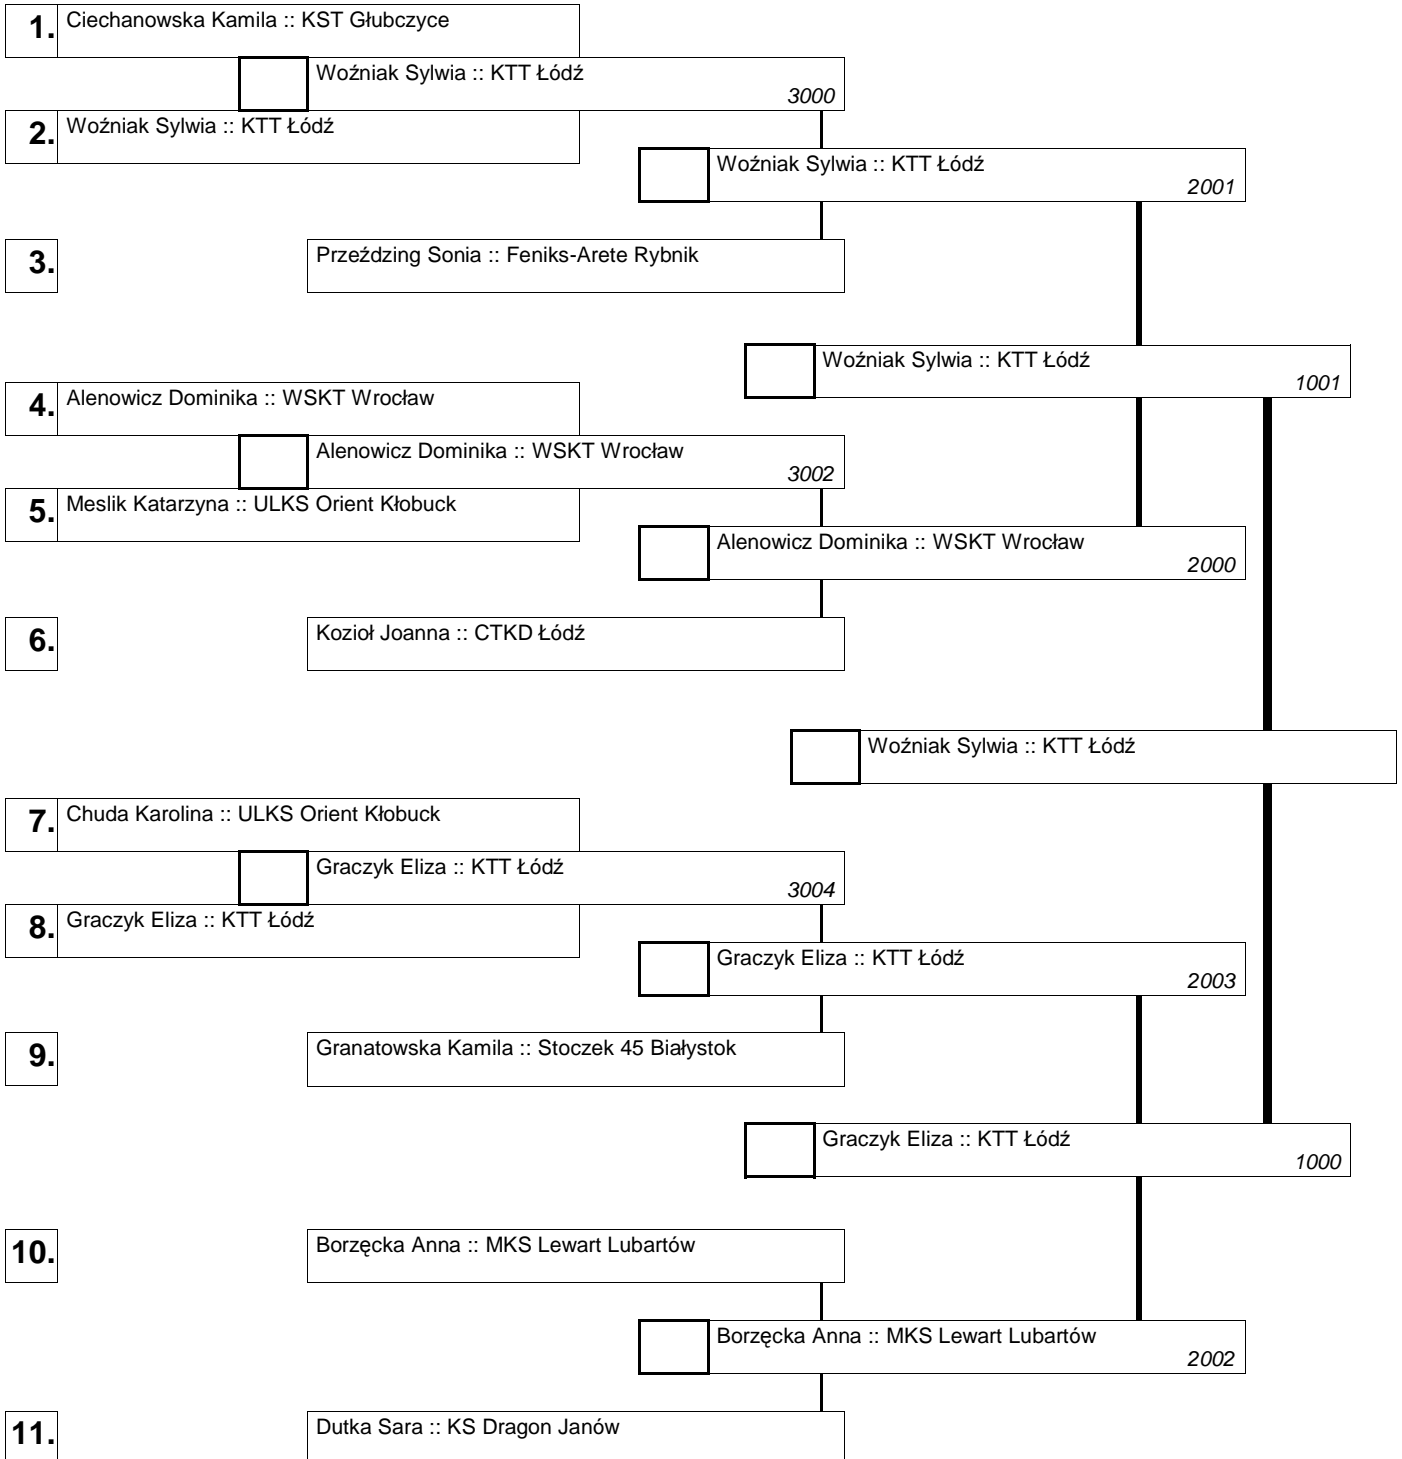 1. Ciechanowska Kamila :: KST Głubczyce
Woźniak Sylwia :: KTT Łódź
3000
2. Woźniak Sylwia :: KTT Łódź
Woźniak Sylwia :: KTT Łódź
2001
3. Przeździng Sonia :: Feniks-Arete Rybnik
Woźniak Sylwia :: KTT Łódź
1001
4. Alenowicz Dominika :: WSKT Wrocław
Alenowicz Dominika :: WSKT Wrocław
3002
5. Meslik Katarzyna :: ULKS Orient Kłobuck
Alenowicz Dominika :: WSKT Wrocław
2000
6. Kozioł Joanna :: CTKD Łódź
Woźniak Sylwia :: KTT Łódź
7. Chuda Karolina :: ULKS Orient Kłobuck
Graczyk Eliza :: KTT Łódź
3004
8. Graczyk Eliza :: KTT Łódź
Graczyk Eliza :: KTT Łódź
2003
9. Granatowska Kamila :: Stoczek 45 Białystok
Graczyk Eliza :: KTT Łódź
1000
10. Borzęcka Anna :: MKS Lewart Lubartów
Borzęcka Anna :: MKS Lewart Lubartów
2002
11. Dutka Sara :: KS Dragon Janów